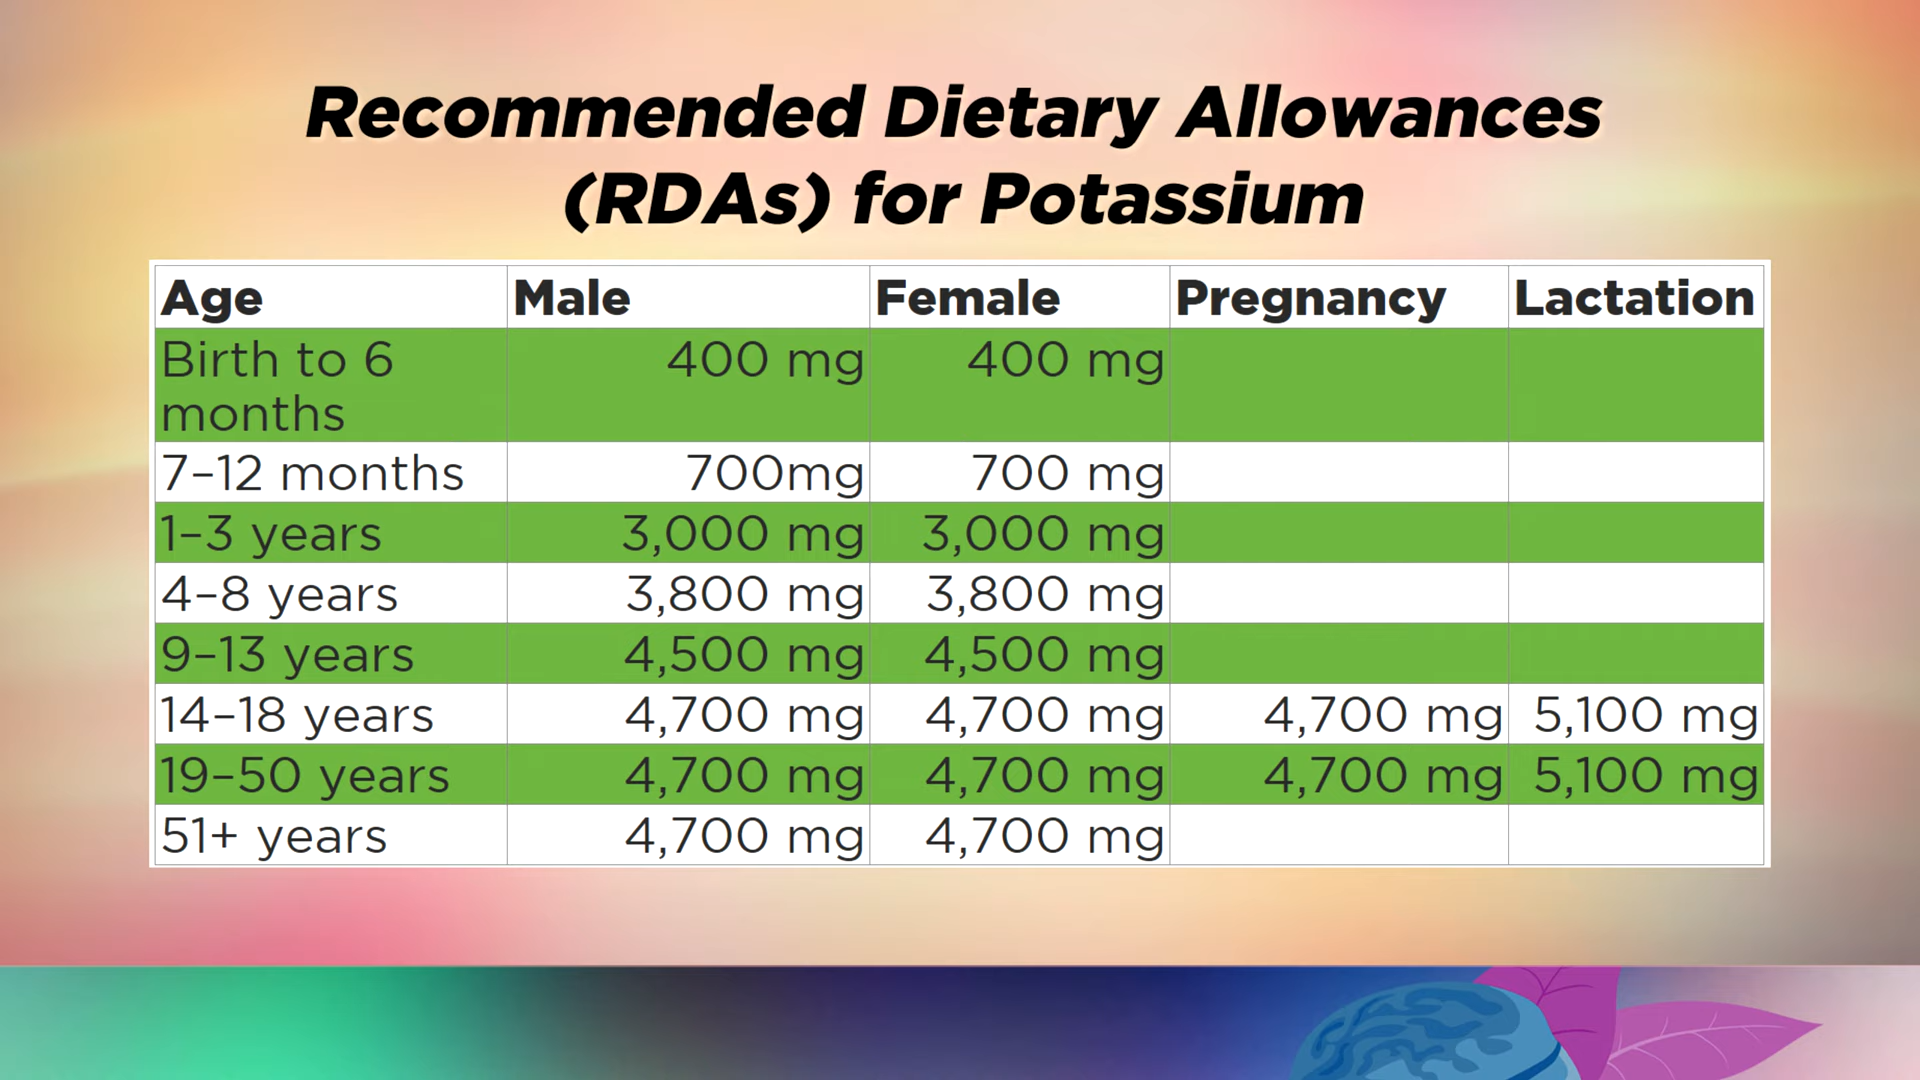 Recommended Dietary Allowances
(RDAs) for Potassium
Age Male Female Pregnancy Lactation
Birth to 6 400 mg 400 mg
months
7–12 months 700mg 700 mg
1–3 years 3,000 mg 3,000 mg
4–8 years 3,800 mg 3,800 mg
9–13 years 4,500 mg 4,500 mg
14–18 years 4,700 mg 4,700 mg 4,700 mg 5,100 mg
19–50 years 4,700 mg 4,700 mg 4,700 mg 5,100 mg
51+ years 4,700 mg 4,700 mg